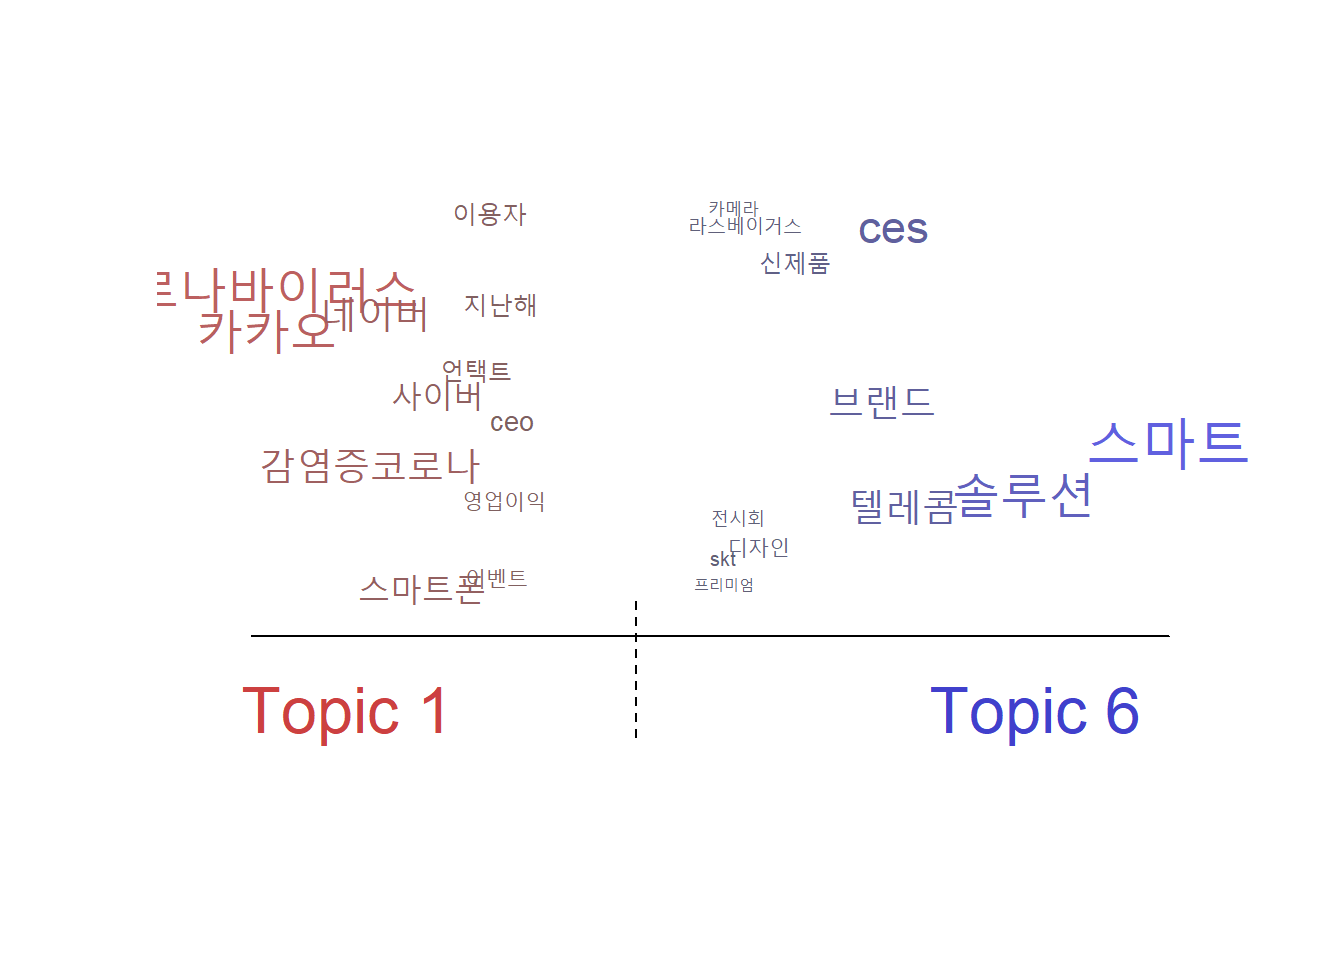 이용자
르나바이러스
네이버
카카오
지난해
언택트
사이버
ceo
감염증코로나
영업이익
이벤트
스마트폰
카메라
라스베이거스
ces
신제품
브랜드
스마트
솔루션
텔레콤
전시회
디자인
skt
프리미엄
Topic 1
Topic 6